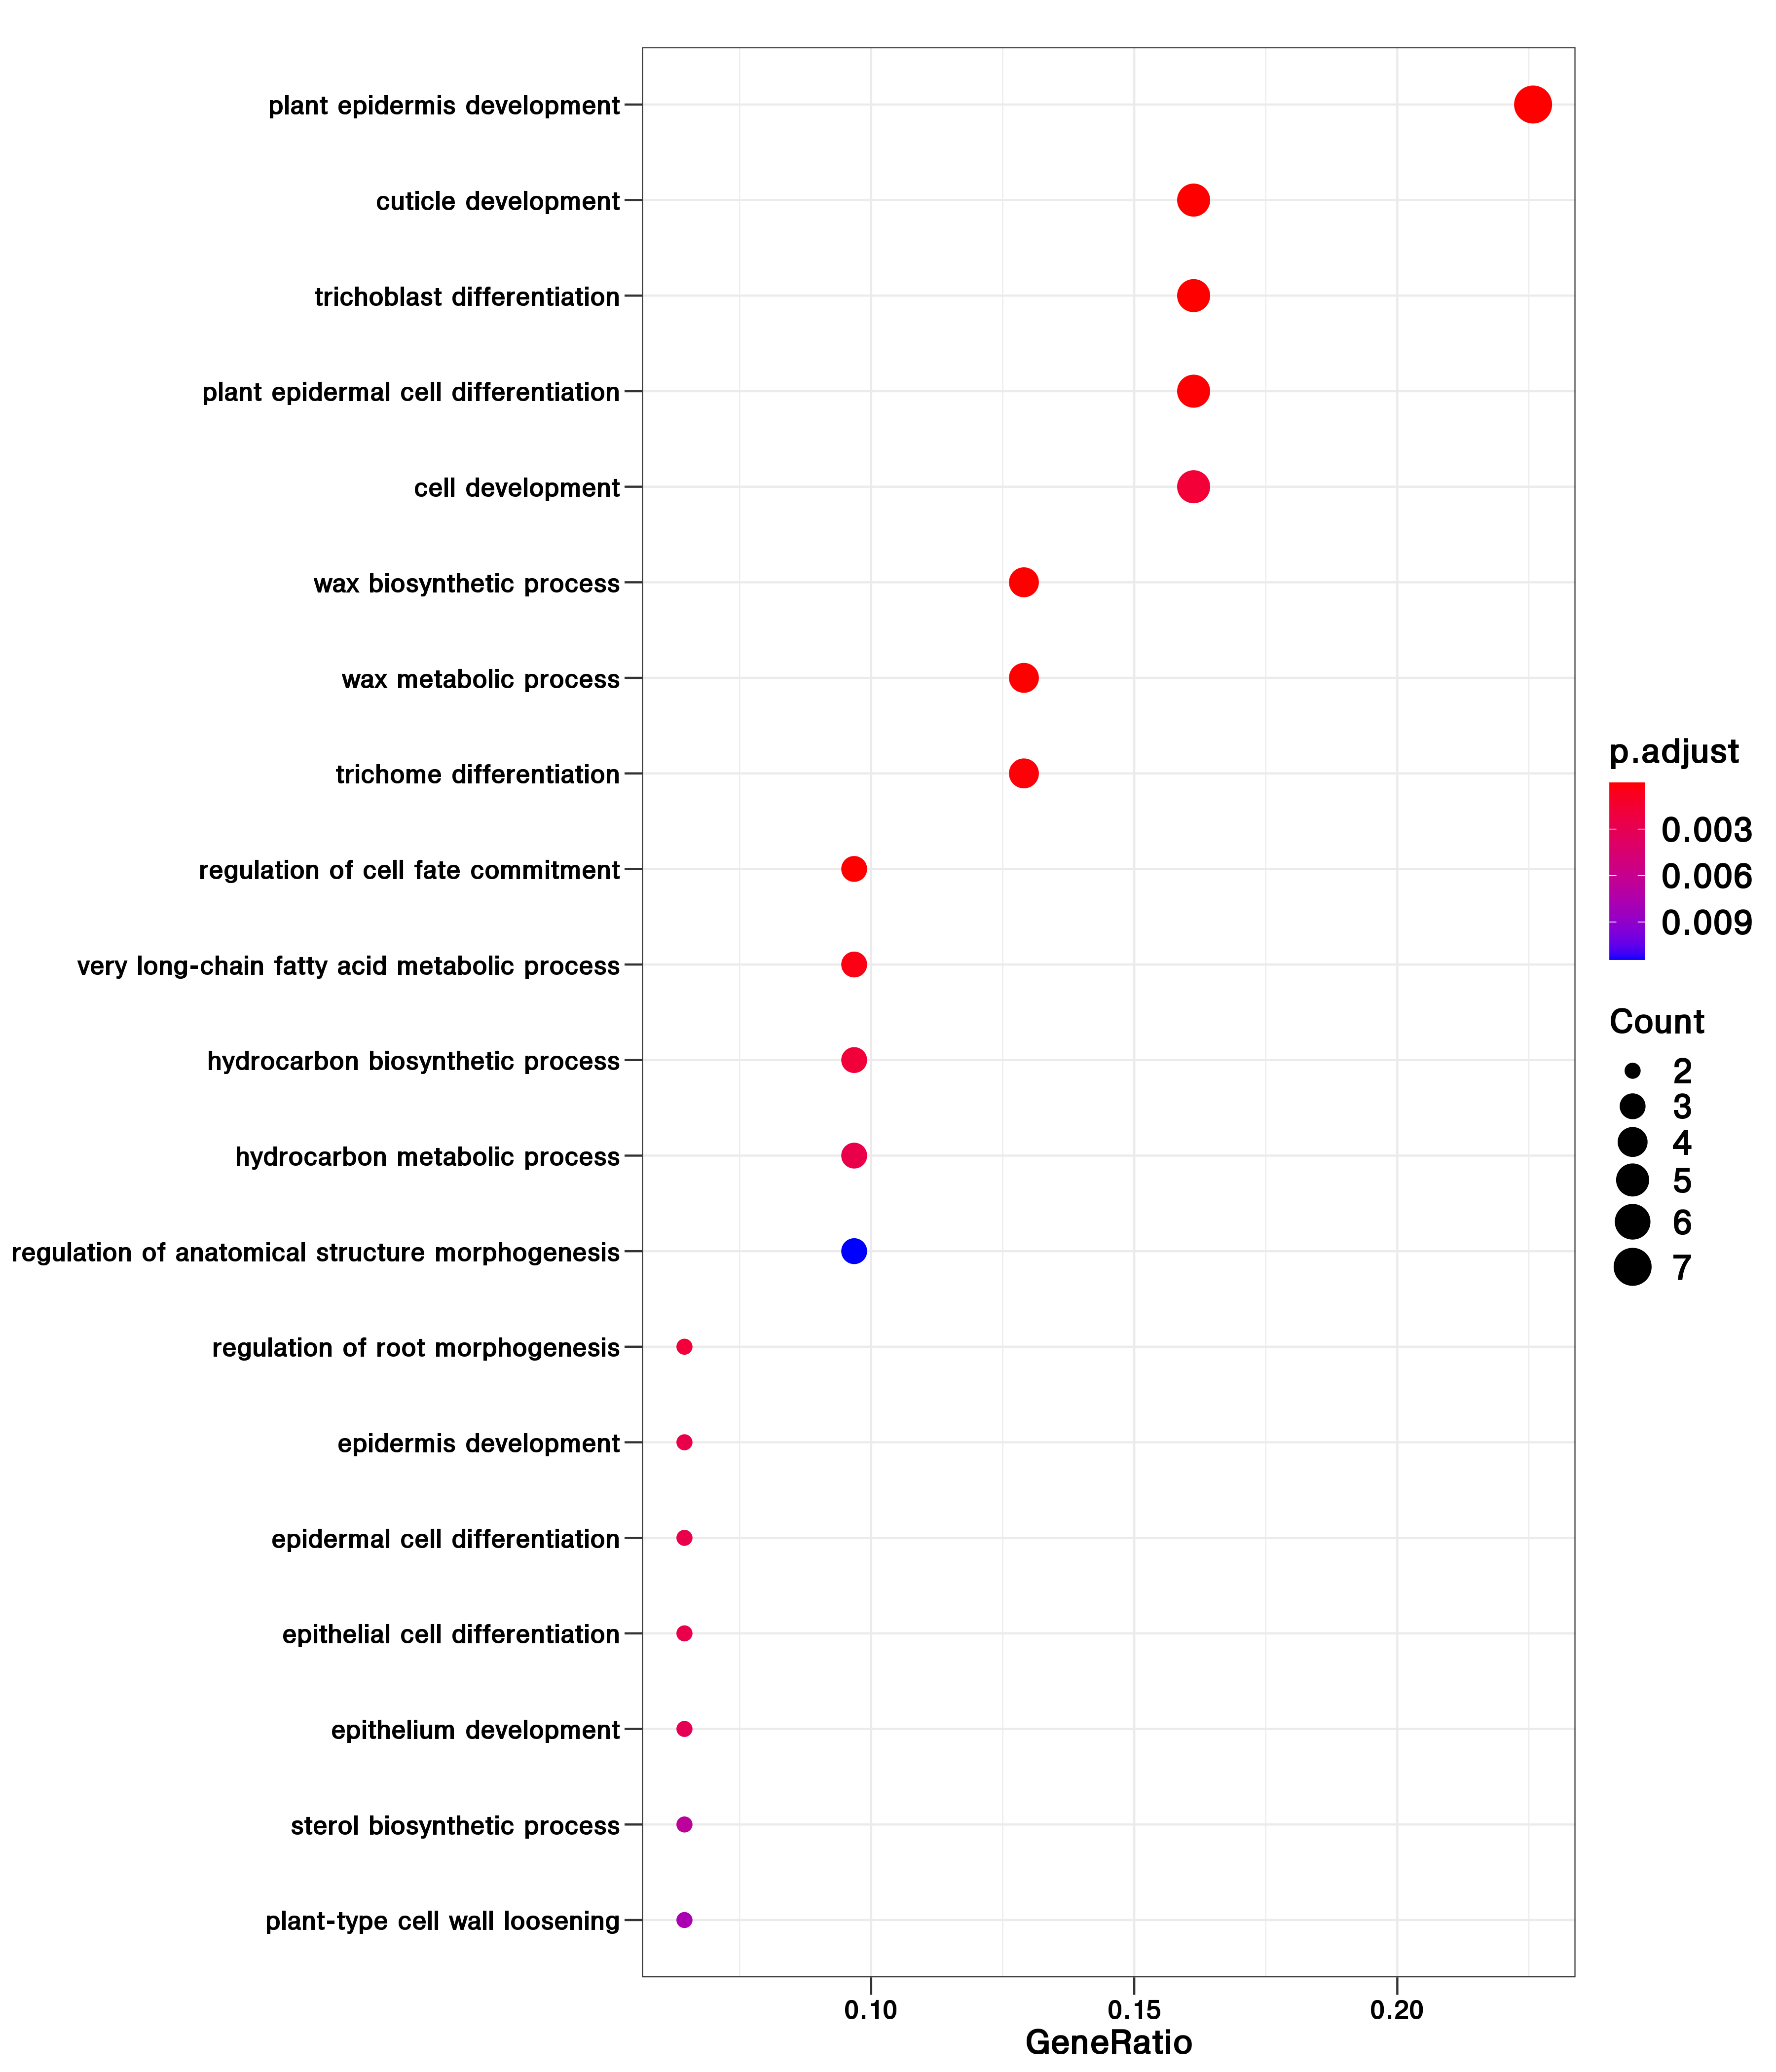 plant epidermis development
cuticle development
trichoblast differentiation
plant epidermal cell differentiation
cell development
wax biosynthetic process
wax metabolic process
trichome differentiation
regulation of cell fate commitment
very long-chain fatty acid metabolic process
hydrocarbon biosynthetic process
hydrocarbon metabolic process
regulation of anatomical structure morphogenesis
regulation of root morphogenesis
epidermis development
epidermal cell differentiation
epithelial cell differentiation
epithelium development
sterol biosynthetic process
plant-type cell wall loosening
0.10 0.15 0.20
GeneRatio
p.adjust
0.003
0.006
0.009
Count
2
3
4
5
6
7